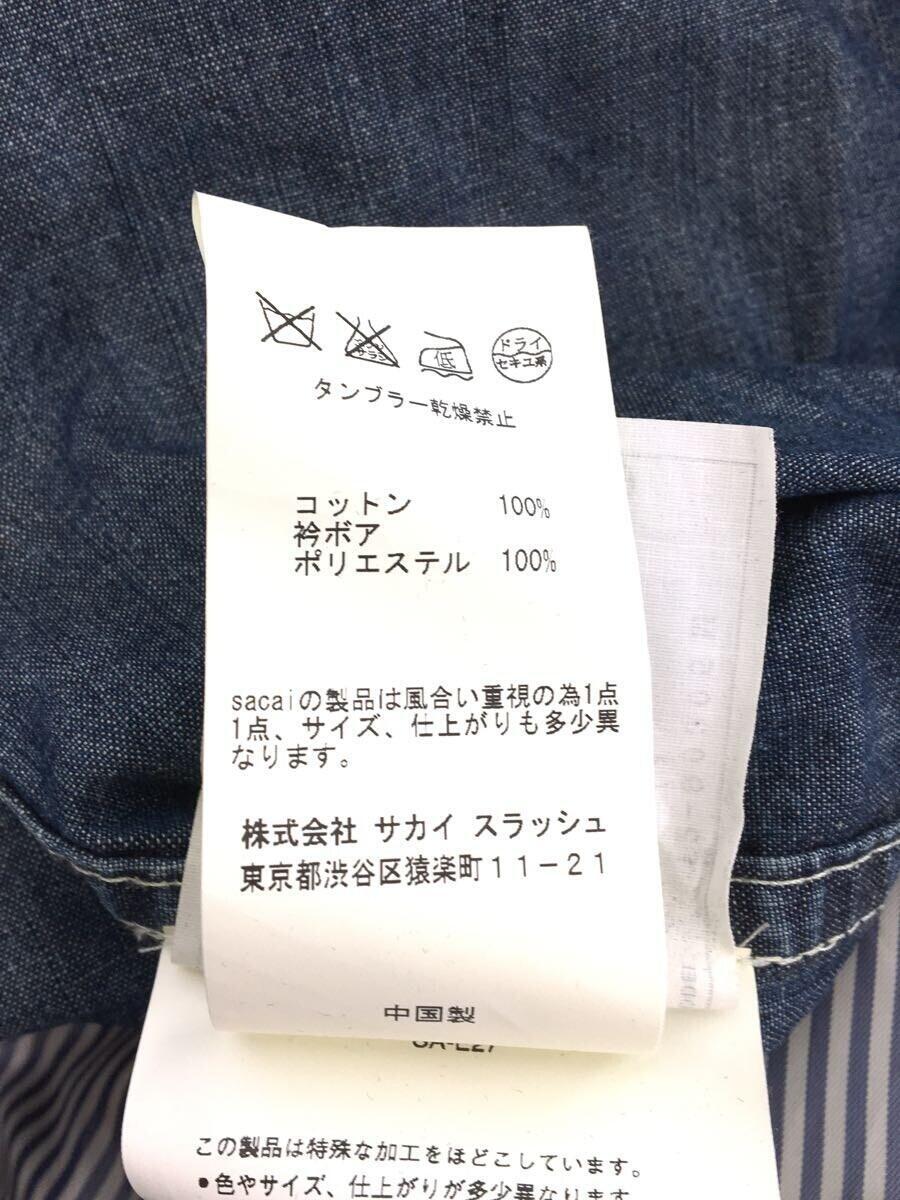 低
ドライ
セキユ系
タンブラー乾燥禁止
コットン 100%
衿ボア
ポリエステル 100%
sacaiの製品は風合い重視の為1点
1点、サイズ、仕上がりも多少異
なります。
株式会社 サカイ スラッシュ
東京都渋谷区猿楽町11-21
中国製
この製品は特殊な加工をほどこしています。
•色やサイズ、仕上がりが多少異なります